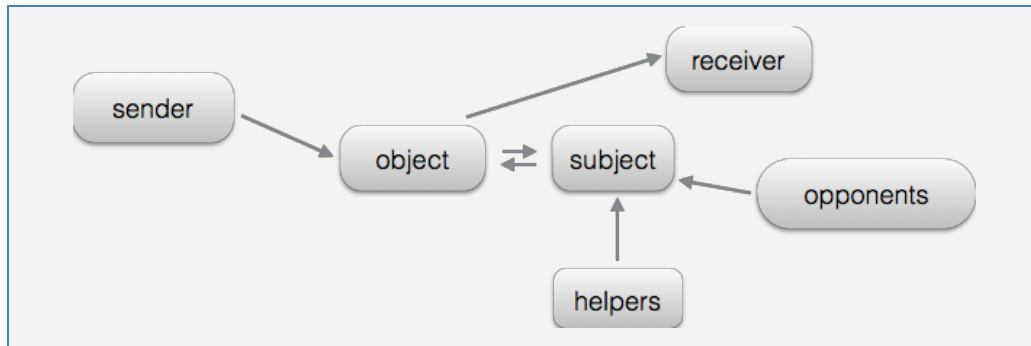 receiver
sender
object
subject
opponents
helpers